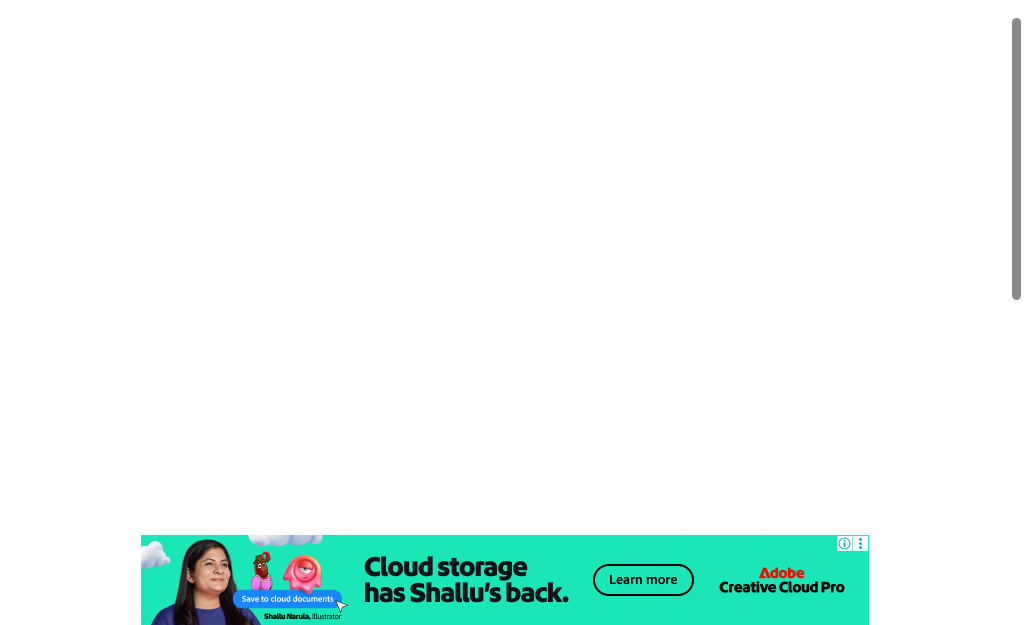 Cloud storage
has Shallu's back.
Save to cloud documents
Shallu Narula, illustrator
Learn more
Adobe
Creative Cloud Pro